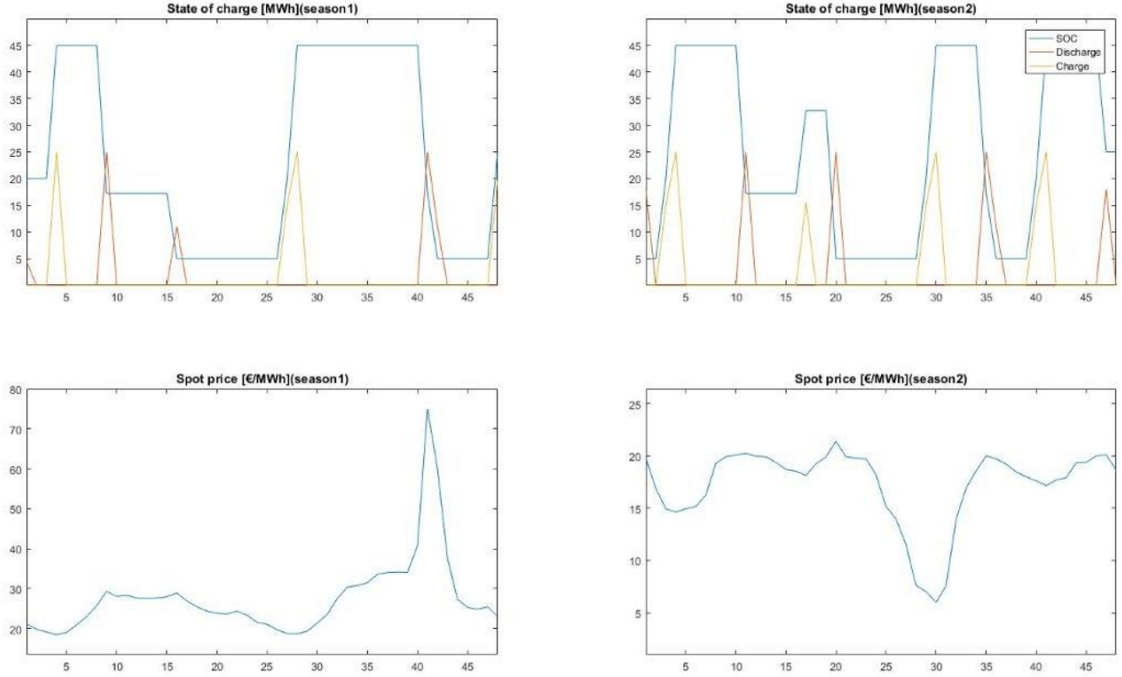 State of charge [MWh](season1)
45
40
35
30
25
20
15
10
5
5 10 15 20 25 30 35 40 45
State of charge [MWh](season2)
45
40
35
30
25
20
15
10
5
5 10 15 20 25 30 35 40 45
SOC
Discharge
Charge
Spot price [€/MWh](season1)
80
70
60
50
40
30
20
5 10 15 20 25 30 35 40 45
Spot price [€/MWh](season2)
25
20
15
10
5
5 10 15 20 25 30 35 40 45